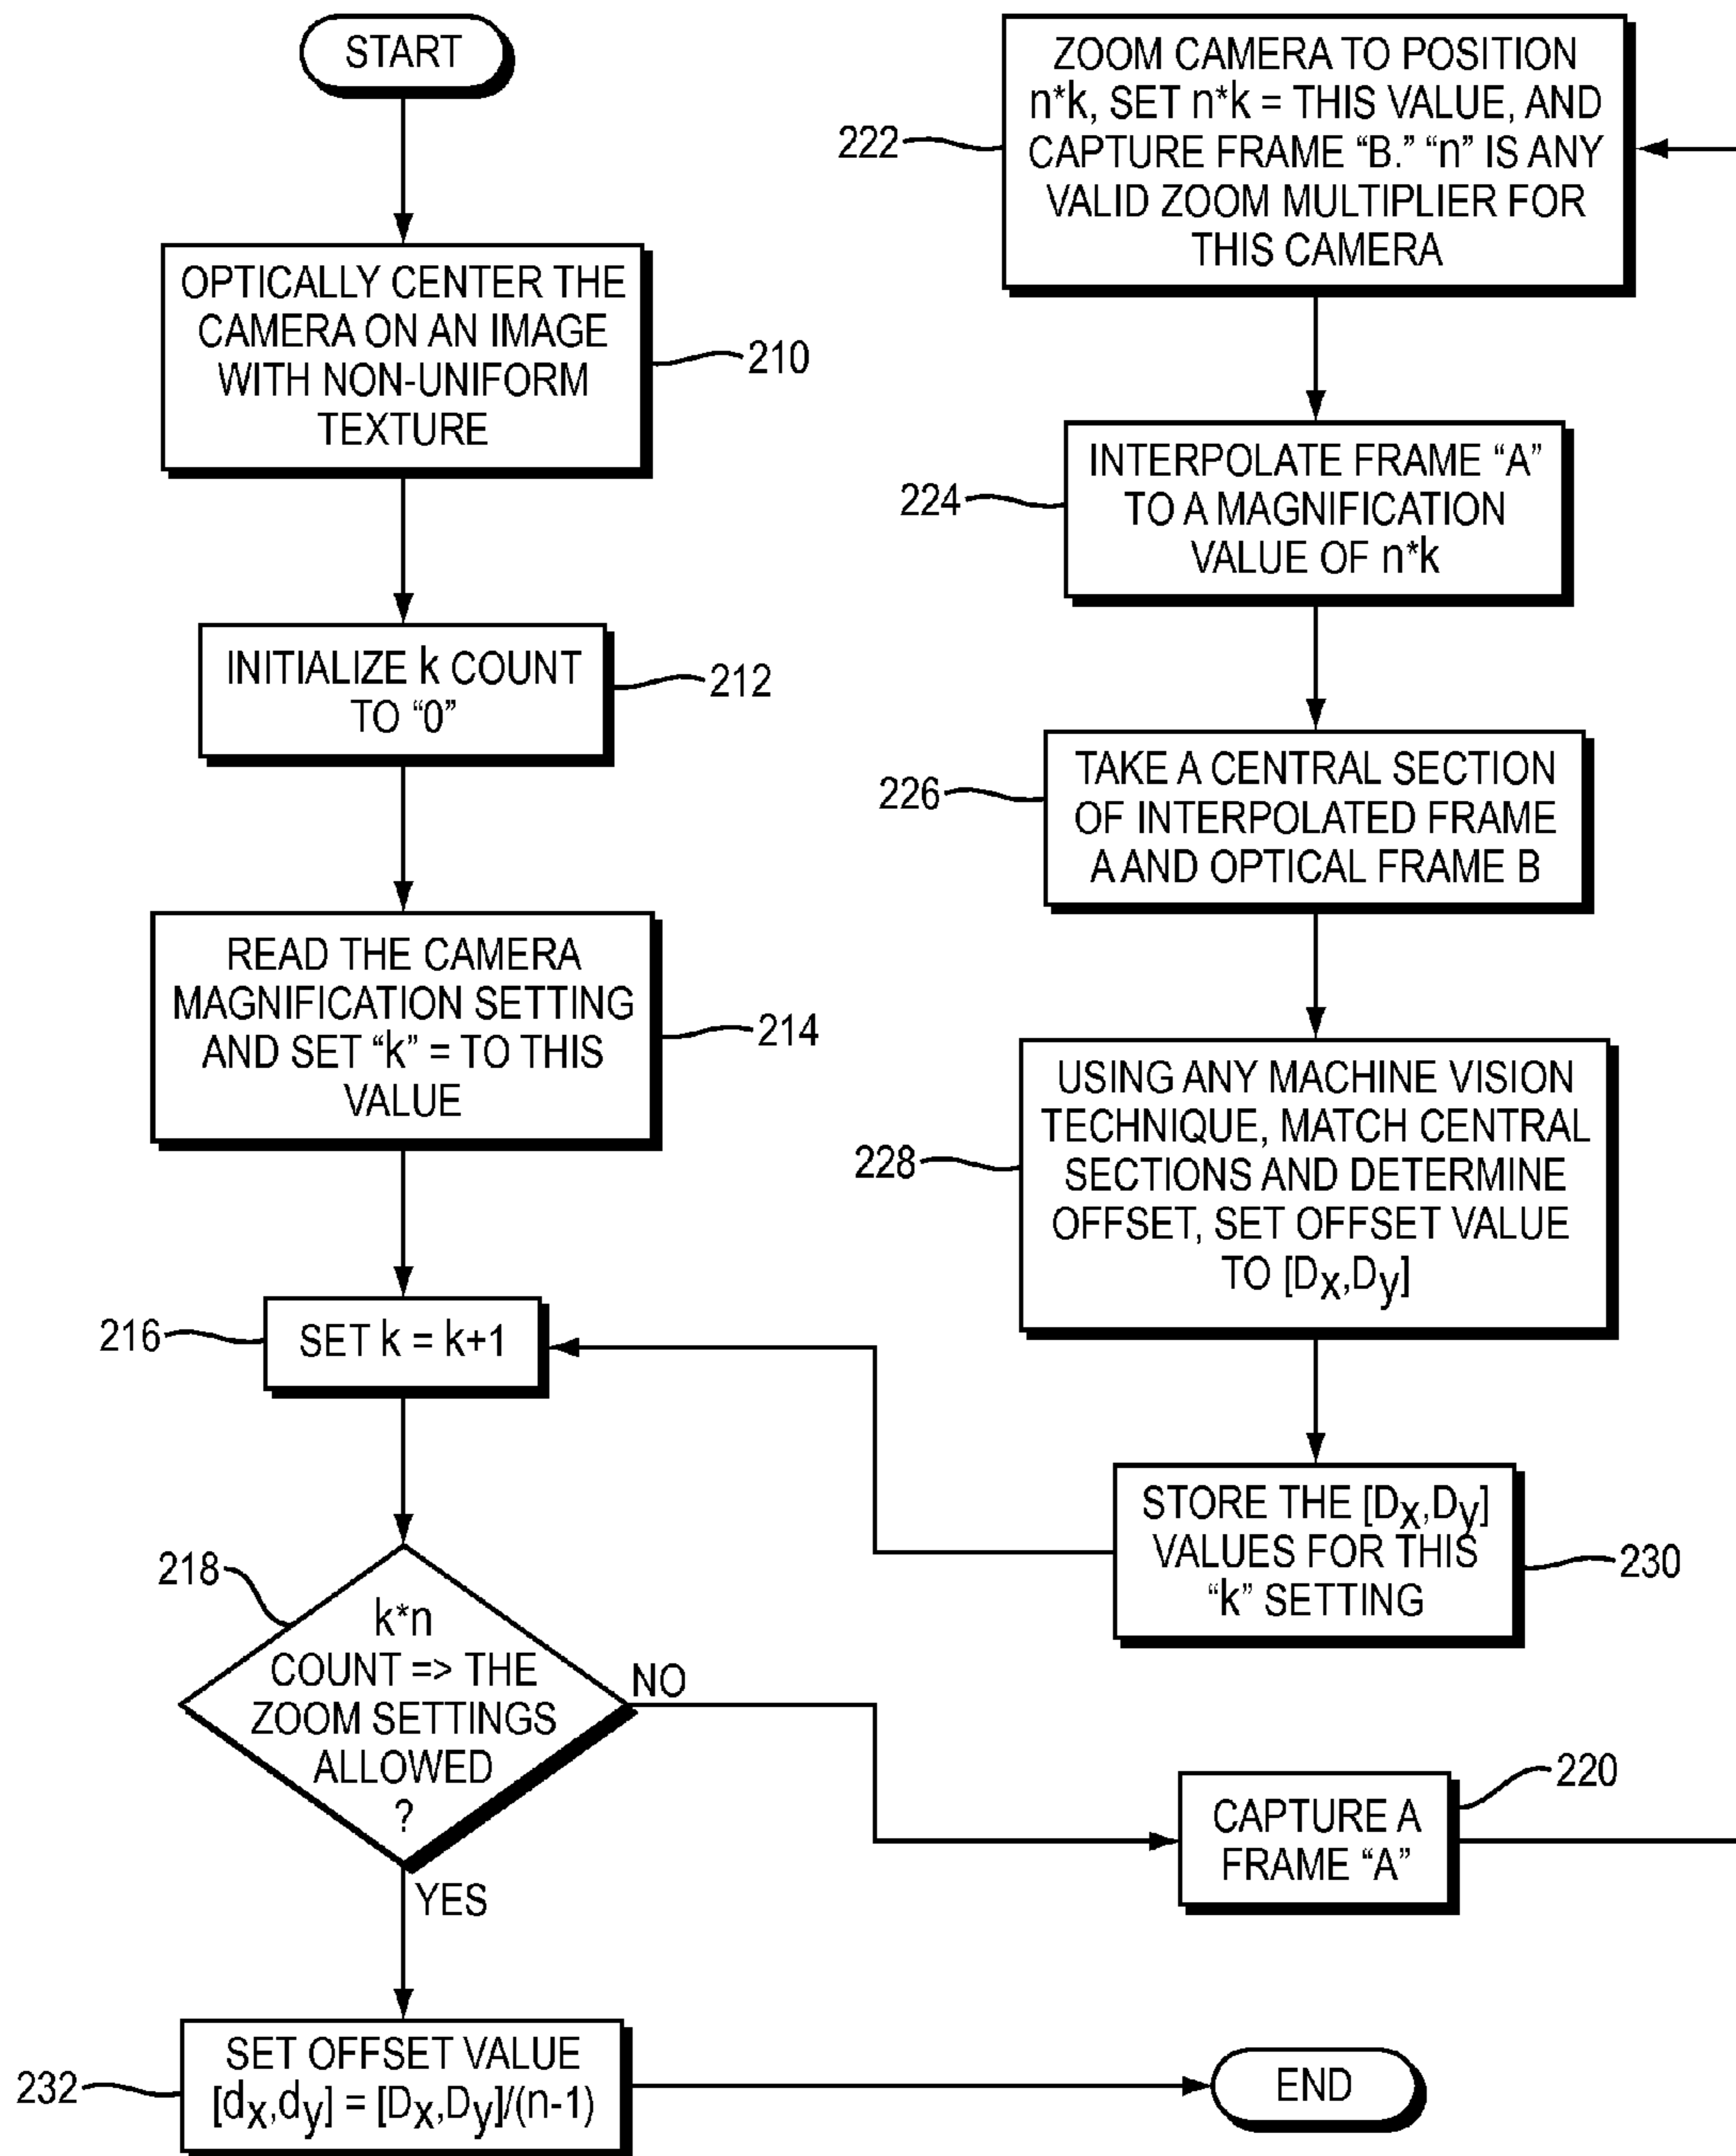 START
OPTICALLY CENTER THE
CAMERA ON AN IMAGE
WITH NON-UNIFORM
TEXTURE
210
INITIALIZE k COUNT
TO “0”
212
READ THE CAMERA
MAGNIFICATION SETTING
AND SET “k” = TO THIS
VALUE
214
216
SET k = k+1
218
k*n
COUNT => THE
ZOOM SETTINGS
ALLOWED
?
NO
YES
220
CAPTURE A
FRAME “A”
222
ZOOM CAMERA TO POSITION
n*k, SET n*k = THIS VALUE, AND
CAPTURE FRAME “B.” “n” IS ANY
VALID ZOOM MULTIPLIER FOR
THIS CAMERA
224
INTERPOLATE FRAME “A”
TO A MAGNIFICATION
VALUE OF n*k
226
TAKE A CENTRAL SECTION
OF INTERPOLATED FRAME
A AND OPTICAL FRAME B
228
USING ANY MACHINE VISION
TECHNIQUE, MATCH CENTRAL
SECTIONS AND DETERMINE
OFFSET, SET OFFSET VALUE
TO [Dx,Dy]
STORE THE [Dx,Dy]
VALUES FOR THIS
“k” SETTING
230
232
SET OFFSET VALUE
[dx,dy] = [Dx,Dy]/(n-1)
END